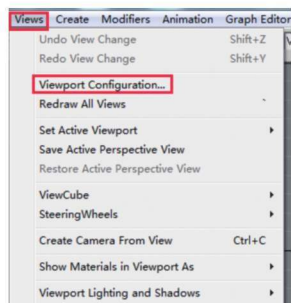 Views Create Modifiers Animation Graph Editor
Undo View Change Shift+Z
Redo View Change Shift+Y
Viewport Configuration...
Redraw All Views `
Set Active Viewport
Save Active Perspective View
Restore Active Perspective View
ViewCube
SteeringWheels
Create Camera From View Ctrl+C
Show Materials in Viewport As
Viewport Lighting and Shadows